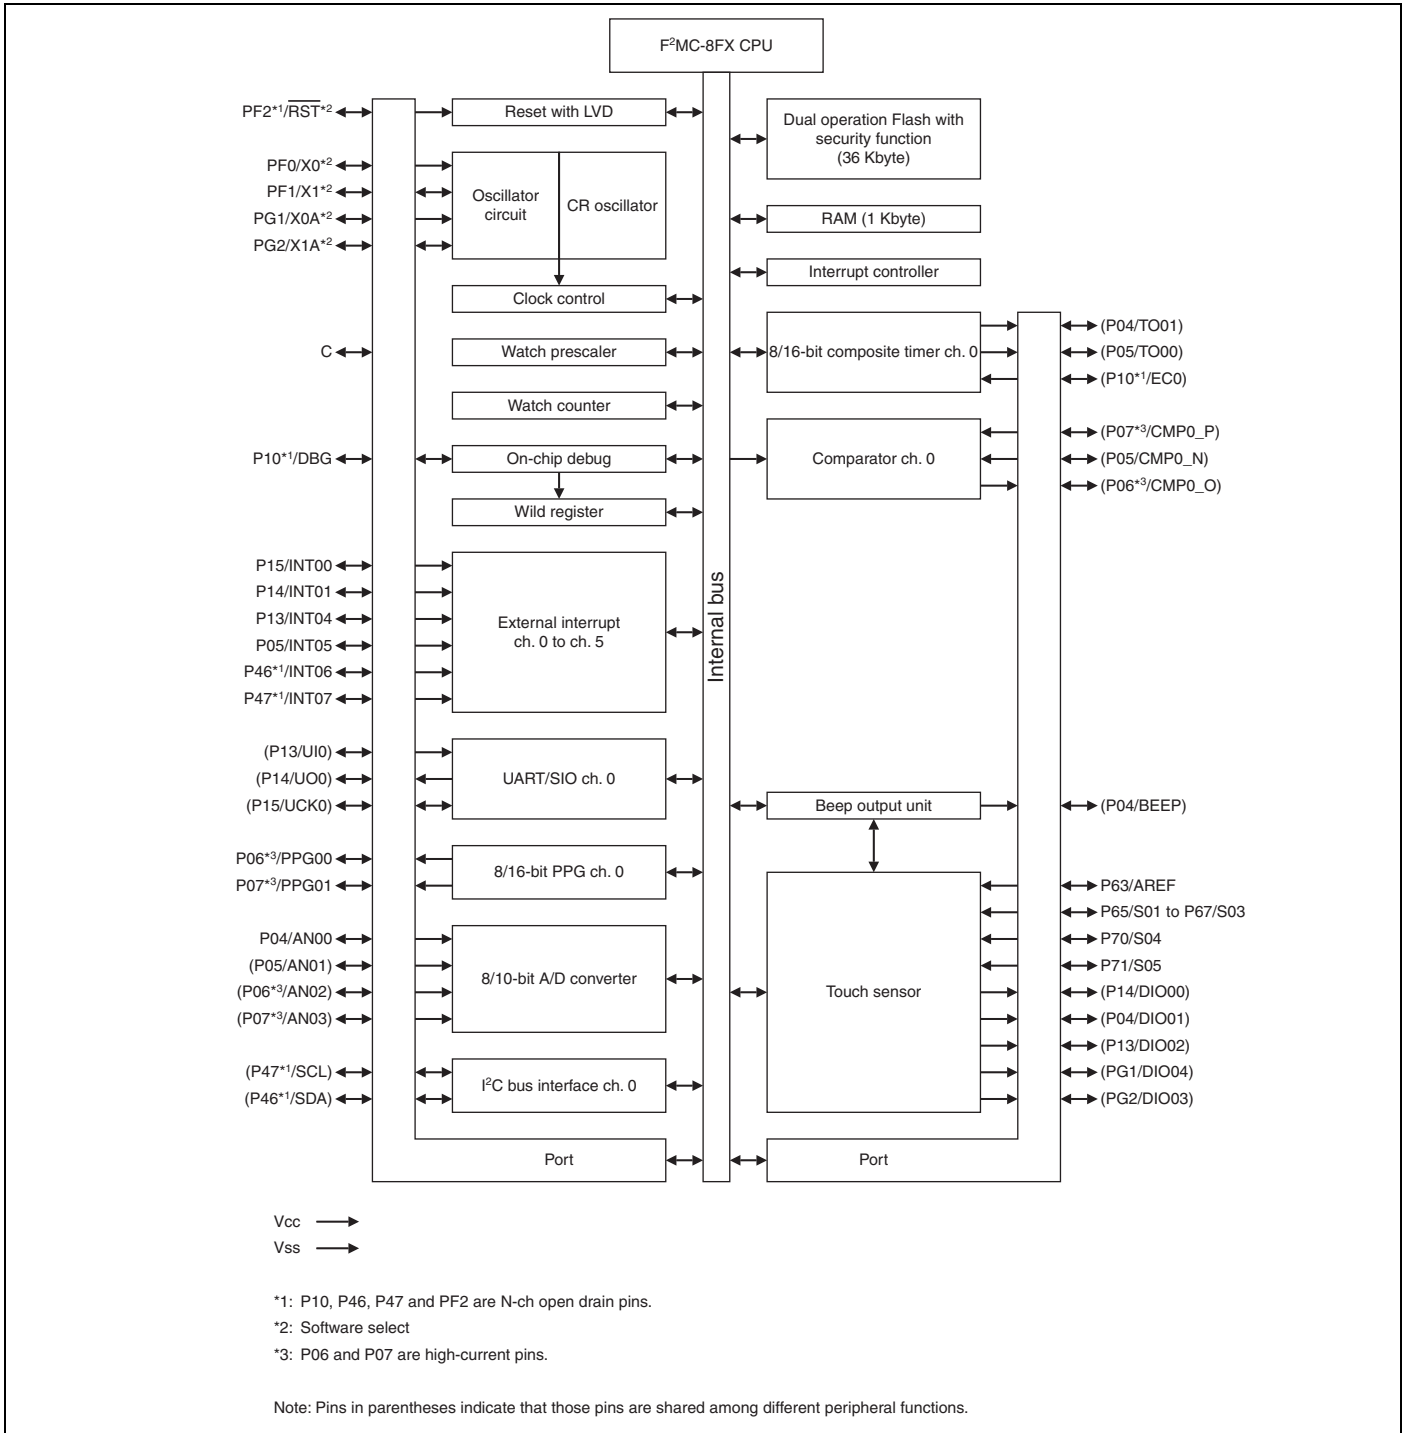 F²MC-8FX CPU
PF2*1/RST*2
Reset with LVD
Dual operation Flash with
security function
(36 Kbyte)
PF0/X0*2
PF1/X1*2
PG1/X0A*2
PG2/X1A*2
Oscillator
circuit
CR oscillator
RAM (1 Kbyte)
Interrupt controller
Clock control
C
Watch prescaler
8/16-bit composite timer ch. 0
(P04/TO01)
(P05/TO00)
(P10*1/EC0)
Watch counter
P10*1/DBG
On-chip debug
Comparator ch. 0
(P07*3/CMP0_P)
(P05/CMP0_N)
(P06*3/CMP0_O)
Wild register
Internal bus
P15/INT00
P14/INT01
P13/INT04
P05/INT05
P46*1/INT06
P47*1/INT07
External interrupt
ch. 0 to ch. 5
(P13/UI0)
(P14/UO0)
(P15/UCK0)
UART/SIO ch. 0
Beep output unit
(P04/BEEP)
P06*3/PPG00
P07*3/PPG01
8/16-bit PPG ch. 0
P04/AN00
(P05/AN01)
(P06*3/AN02)
(P07*3/AN03)
8/10-bit A/D converter
Touch sensor
P63/AREF
P65/S01 to P67/S03
P70/S04
P71/S05
(P14/DIO00)
(P04/DIO01)
(P13/DIO02)
(PG1/DIO04)
(PG2/DIO03)
(P47*1/SCL)
(P46*1/SDA)
I²C bus interface ch. 0
Port
Port
Vcc
Vss
*1: P10, P46, P47 and PF2 are N-ch open drain pins.
*2: Software select
*3: P06 and P07 are high-current pins.
Note: Pins in parentheses indicate that those pins are shared among different peripheral functions.